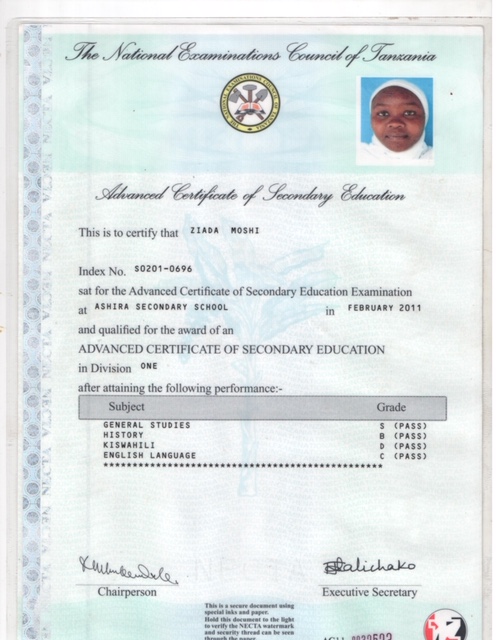 The National Examinations Council of Tanzania
Advanced Certificate of Secondary Education
This is to certify that ZIADA MOSHI
Index No. S0201-0696
sat for the Advanced Certificate of Secondary Education Examination
at ASHIRA SECONDARY SCHOOL in FEBRUARY 2011
and qualified for the award of an
ADVANCED CERTIFICATE OF SECONDARY EDUCATION
in Division ONE
after attaining the following performance:-
Subject Grade
GENERAL STUDIES S (PASS)
HISTORY B (PASS)
KISWAHILI D (PASS)
ENGLISH LANGUAGE C (PASS)
**********************************************
Chairperson Executive Secretary
This is a secure document using
special inks and paper.
Hold this document to the light
to verify the NECTA watermark
and security thread can be seen
through the paper